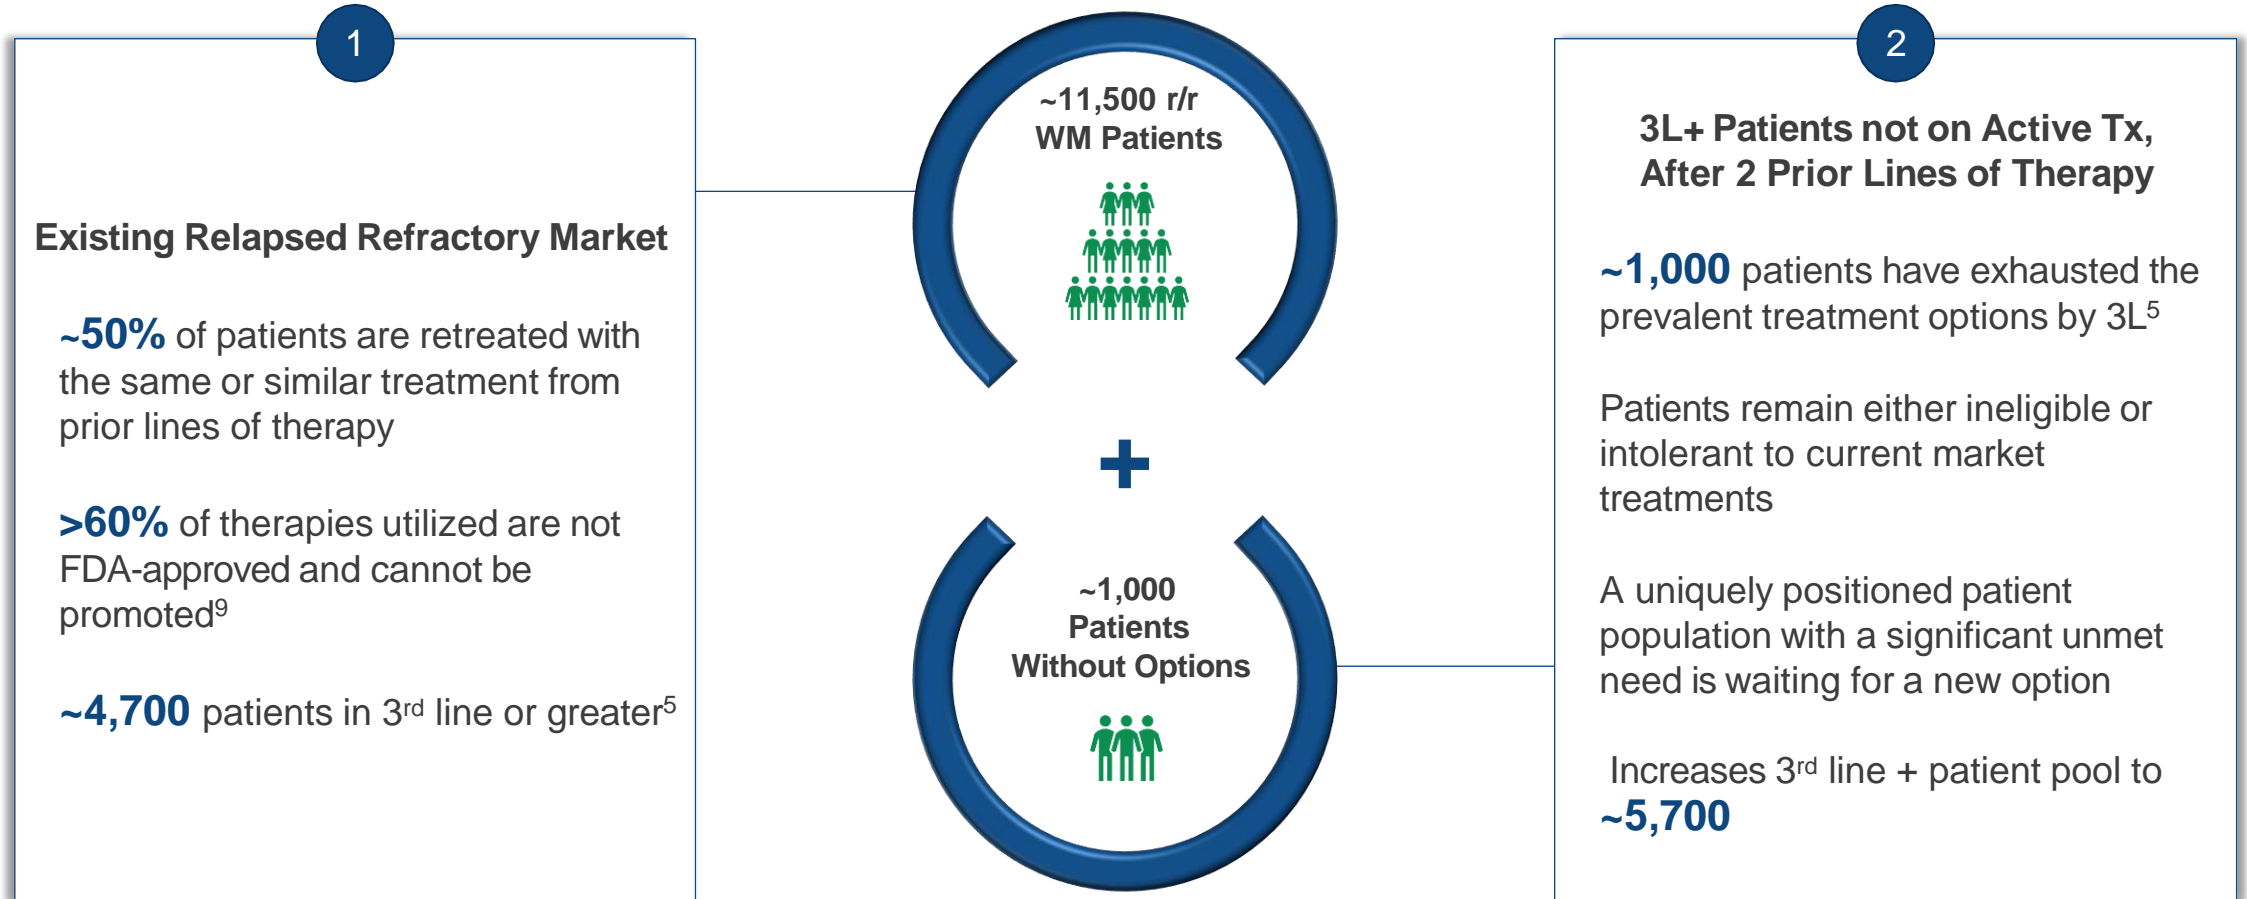 1
Existing Relapsed Refractory Market
~50% of patients are retreated with
the same or similar treatment from
prior lines of therapy
>60% of therapies utilized are not
FDA-approved and cannot be
promoted9
~4,700 patients in 3rd line or greater5
~11,500 r/r
WM Patients
+
~1,000
Patients
Without Options
2
3L+ Patients not on Active Tx,
After 2 Prior Lines of Therapy
~1,000 patients have exhausted the
prevalent treatment options by 3L5
Patients remain either ineligible or
intolerant to current market
treatments
A uniquely positioned patient
population with a significant unmet
need is waiting for a new option
Increases 3rd line + patient pool to
~5,700